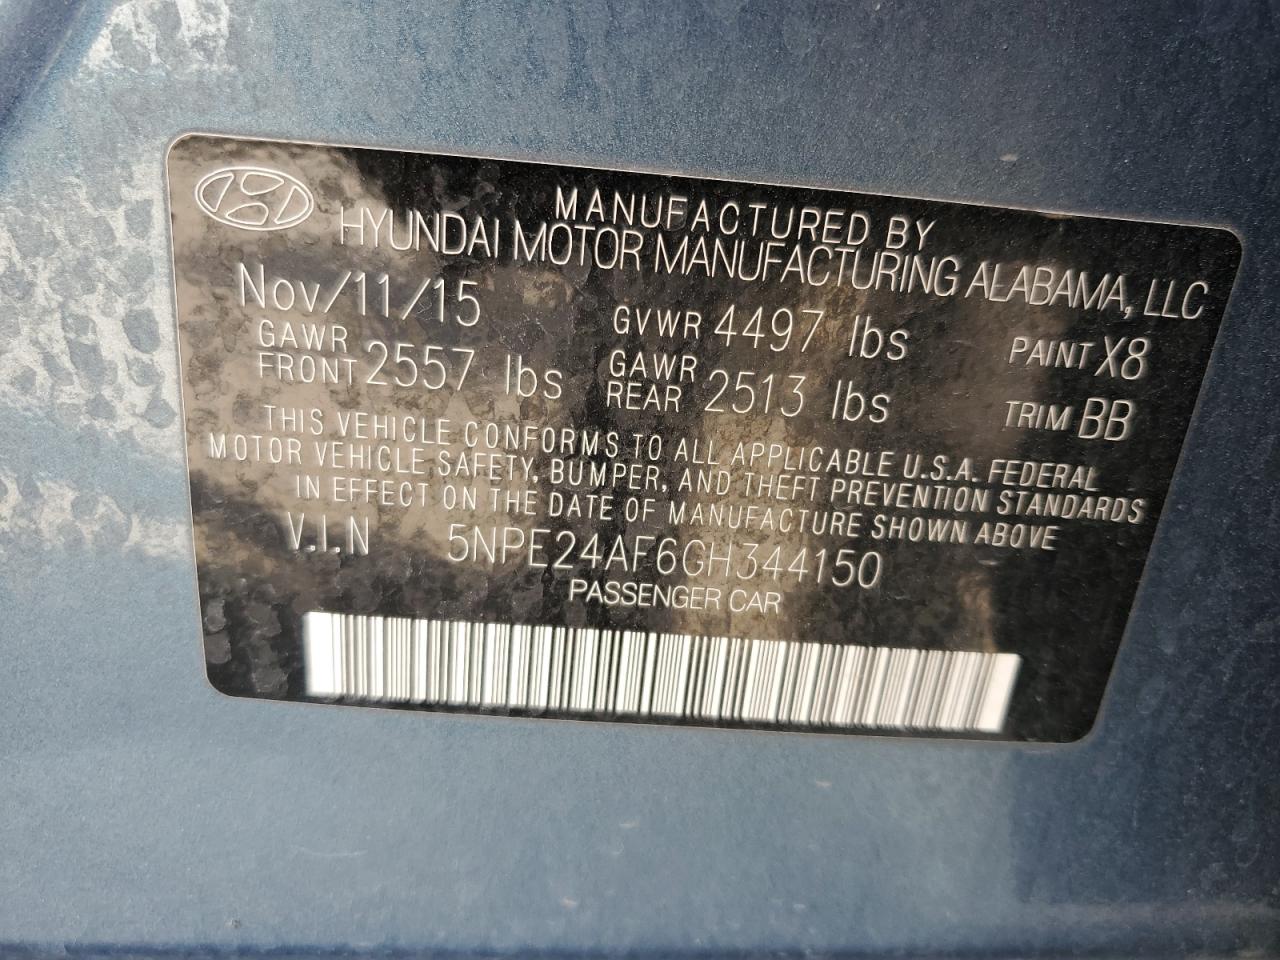 MANUFACTURED BY
HYUNDAI MOTOR MANUFACTURING ALABAMA, LLC
Nov/11/15 GVWR 4497 lbs PAINT X8
GAWR FRONT 2557 lbs GAWR REAR 2513 lbs TRIM BB
THIS VEHICLE CONFORMS TO ALL APPLICABLE U.S.A. FEDERAL
MOTOR VEHICLE SAFETY, BUMPER, AND THEFT PREVENTION STANDARDS
IN EFFECT ON THE DATE OF MANUFACTURE SHOWN ABOVE
V.I.N 5NPE24AF6GH344150
PASSENGER CAR